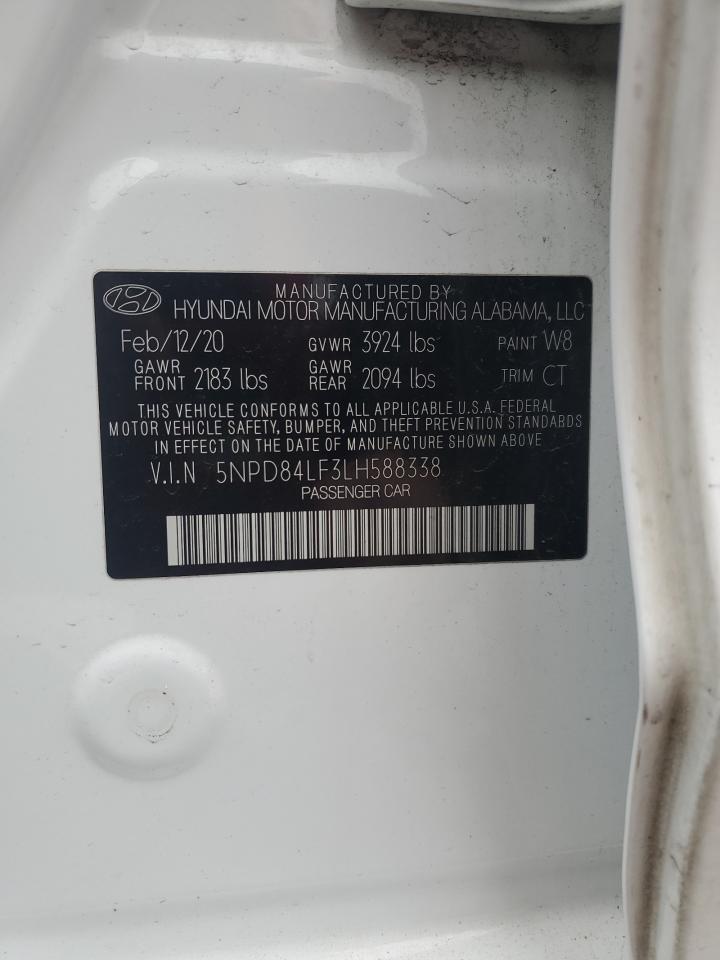 MANUFACTURED BY
HYUNDAI MOTOR MANUFACTURING ALABAMA, LLC
Feb/12/20 GVWR 3924 lbs PAINT W8
GAWR FRONT 2183 lbs GAWR REAR 2094 lbs TRIM CT
THIS VEHICLE CONFORMS TO ALL APPLICABLE U.S.A. FEDERAL
MOTOR VEHICLE SAFETY, BUMPER, AND THEFT PREVENTION STANDARDS
IN EFFECT ON THE DATE OF MANUFACTURE SHOWN ABOVE
V.I.N 5NPD84LF3LH588338
PASSENGER CAR